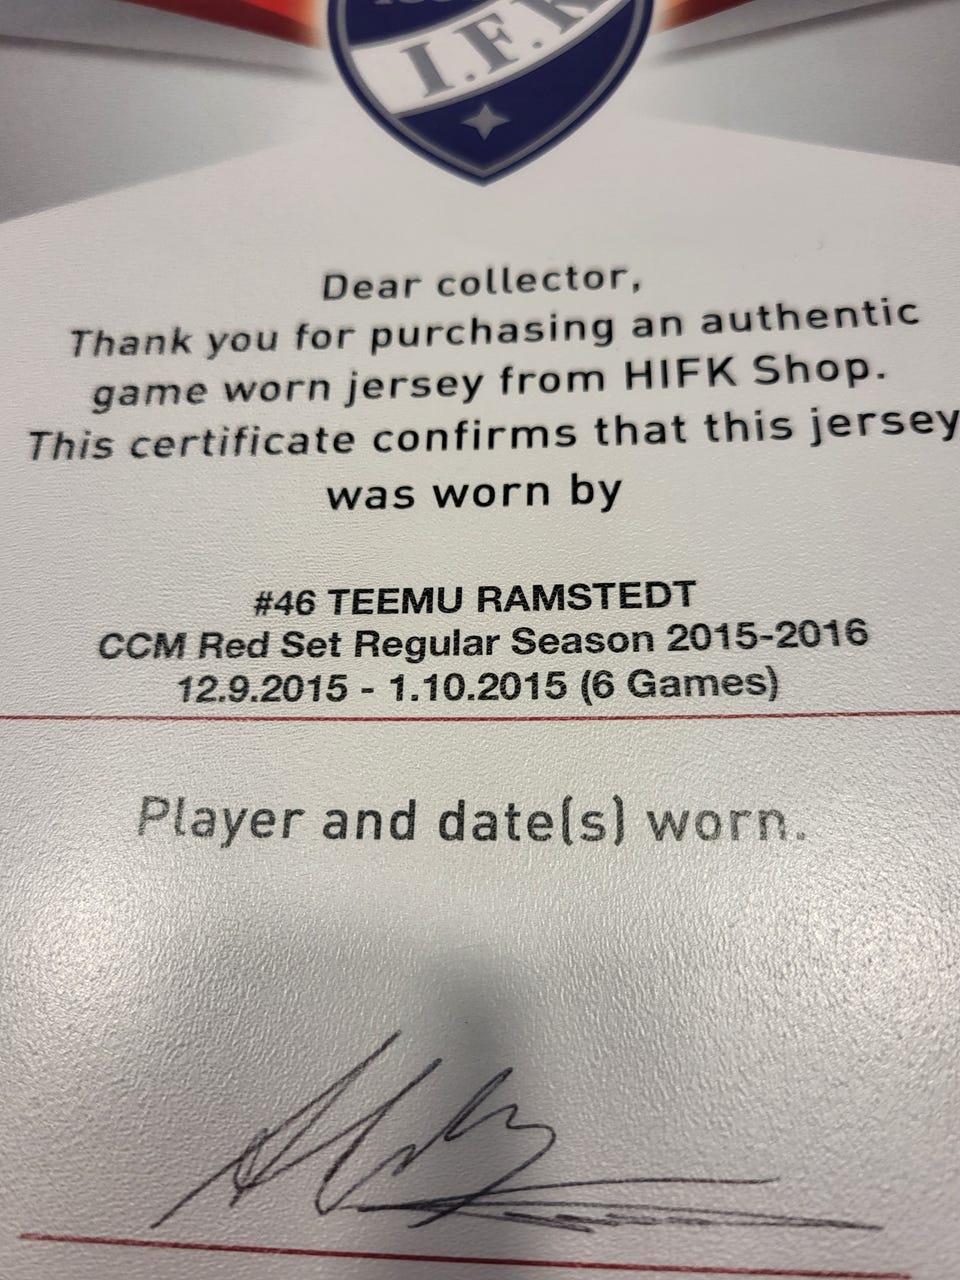 I.F.K
Dear collector,
Thank you for purchasing an authentic
game worn jersey from HIFK Shop.
This certificate confirms that this jersey
was worn by
#46 TEEMU RAMSTEDT
CCM Red Set Regular Season 2015-2016
12.9.2015 - 1.10.2015 (6 Games)
Player and date(s) worn.